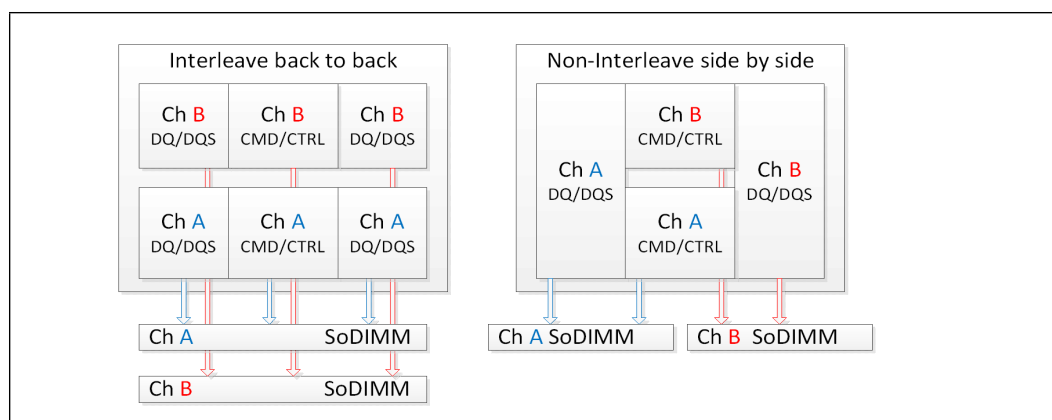 Interleave back to back
Ch B
DQ/DQS
Ch B
CMD/CTRL
Ch B
DQ/DQS
Ch A
DQ/DQS
Ch A
CMD/CTRL
Ch A
DQ/DQS
Ch A SoDIMM
Ch B SoDIMM
Non-Interleave side by side
Ch A
DQ/DQS
Ch B
CMD/CTRL
Ch A
CMD/CTRL
Ch B
DQ/DQS
Ch A SoDIMM
Ch B SoDIMM